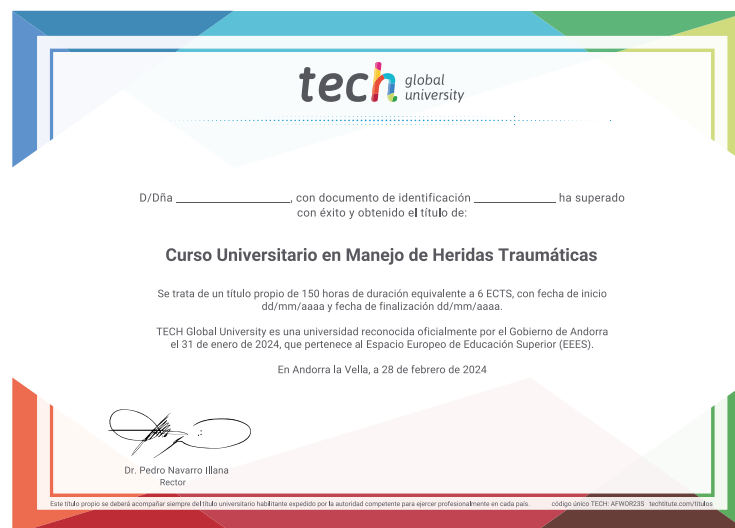 tech global university
D/Dña ____________________, con documento de identificación ______________ ha superado
con éxito y obtenido el título de:
Curso Universitario en Manejo de Heridas Traumáticas
Se trata de un título propio de 150 horas de duración equivalente a 6 ECTS, con fecha de inicio
dd/mm/aaaa y fecha de finalización dd/mm/aaaa.
TECH Global University es una universidad reconocida oficialmente por el Gobierno de Andorra
el 31 de enero de 2024, que pertenece al Espacio Europeo de Educación Superior (EEES).
En Andorra la Vella, a 28 de febrero de 2024
Dr. Pedro Navarro Illana
Rector
Este título propio se deberá acompañar siempre del título universitario habilitante expedido por la autoridad competente para ejercer profesionalmente en cada país. código único TECH: AFWOR23S techtitute.com/titulos